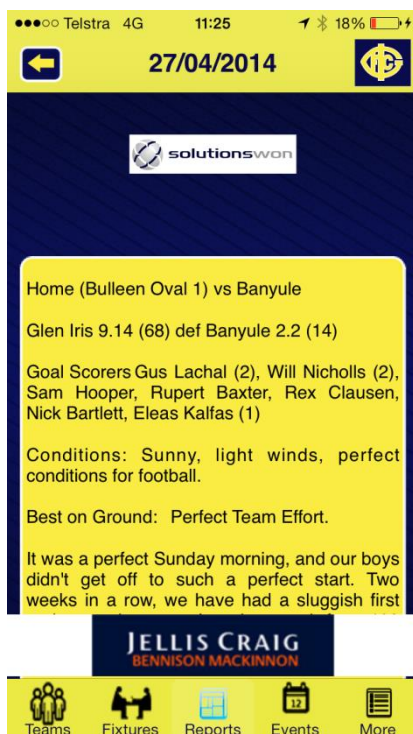 Telstra 4G 11:25 18%
27/04/2014
solutionswon
Home (Bulleen Oval 1) vs Banyule
Glen Iris 9.14 (68) def Banyule 2.2 (14)
Goal Scorers Gus Lachal (2), Will Nicholls (2),
Sam Hooper, Rupert Baxter, Rex Clausen,
Nick Bartlett, Eleas Kalfas (1)
Conditions: Sunny, light winds, perfect
conditions for football.
Best on Ground: Perfect Team Effort.
It was a perfect Sunday morning, and our boys
didn't get off to such a perfect start. Two
weeks in a row, we have had a sluggish first
JELLIS CRAIG
BENNISON MACKINNON
12
Teams Fixtures Reports Events More